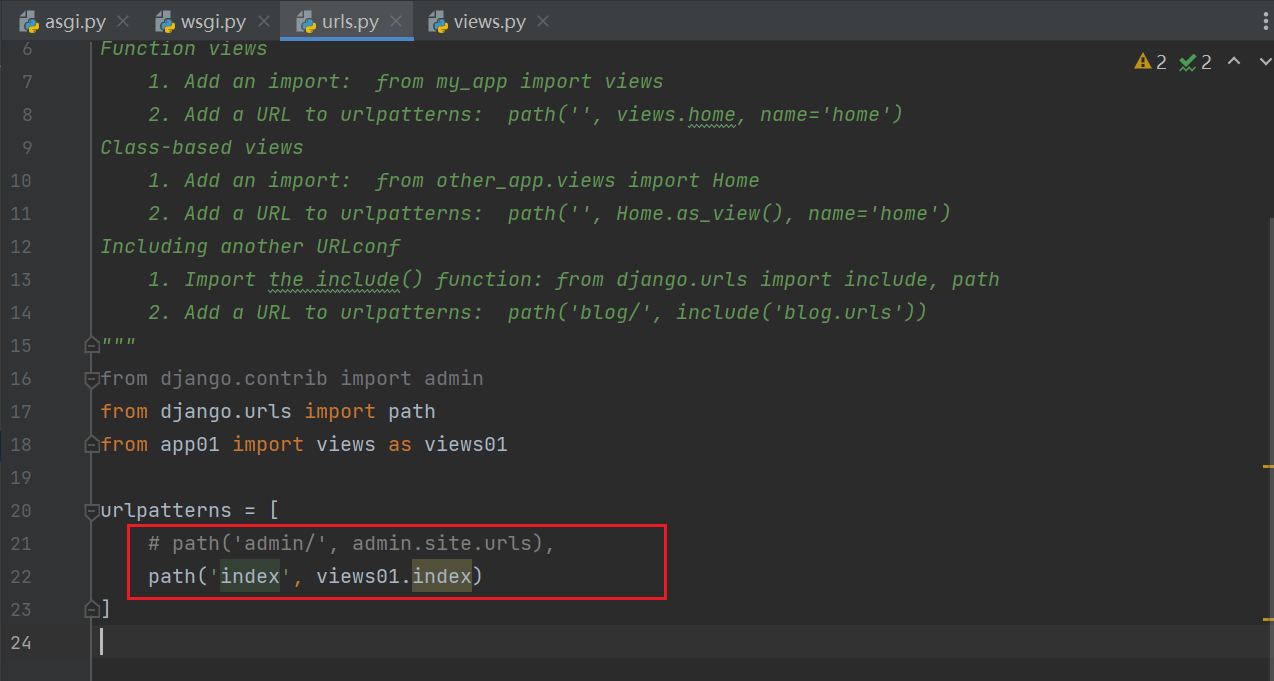 asgi.py wsgi.py urls.py views.py
6 Function views
2 2
7 1. Add an import:  from my_app import views
8 2. Add a URL to urlpatterns:  path('', views.home, name='home')
9 Class-based views
10 1. Add an import:  from other_app.views import Home
11 2. Add a URL to urlpatterns:  path('', Home.as_view(), name='home')
12 Including another URLconf
13 1. Import the include() function: from django.urls import include, path
14 2. Add a URL to urlpatterns:  path('blog/', include('blog.urls'))
15 """
16 from django.contrib import admin
17 from django.urls import path
18 from app01 import views as views01
19
20 urlpatterns = [
21 # path('admin/', admin.site.urls),
22 path('index', views01.index)
23 ]
24